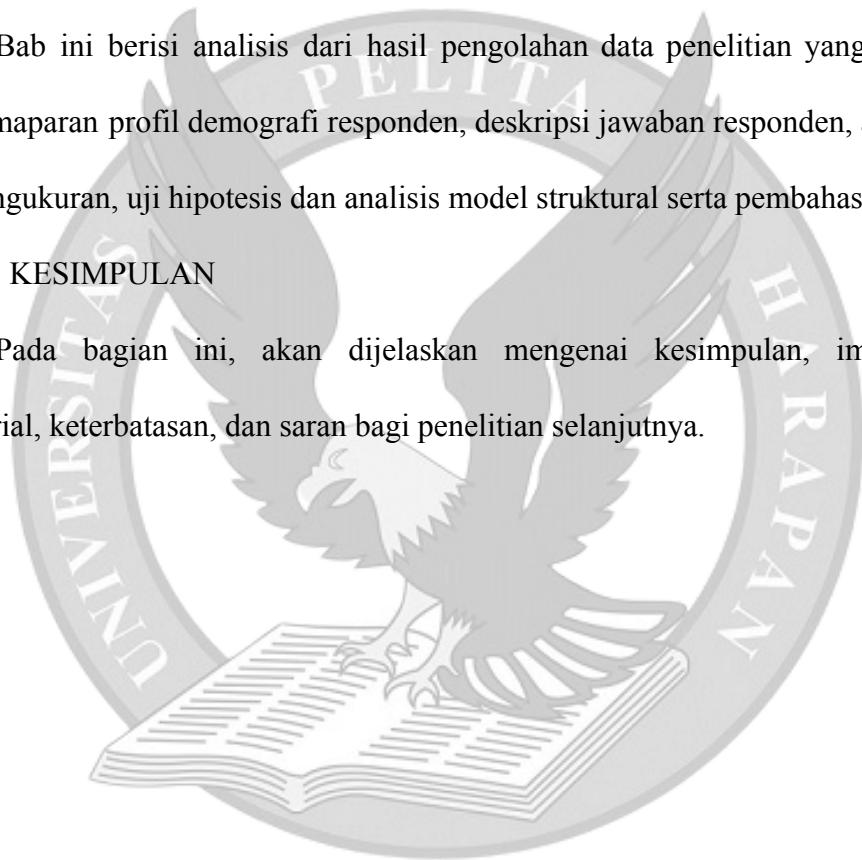 Bab ini berisi analisis dari hasil pengolahan data penelitian yang
maparan profil demografi responden, deskripsi jawaban responden,
ngukuran, uji hipotesis dan analisis model struktural serta pembahas
KESIMPULAN
Pada bagian ini, akan dijelaskan mengenai kesimpulan, im
rial, keterbatasan, dan saran bagi penelitian selanjutnya.
UNIVERSITAS PELITA HARAPAN